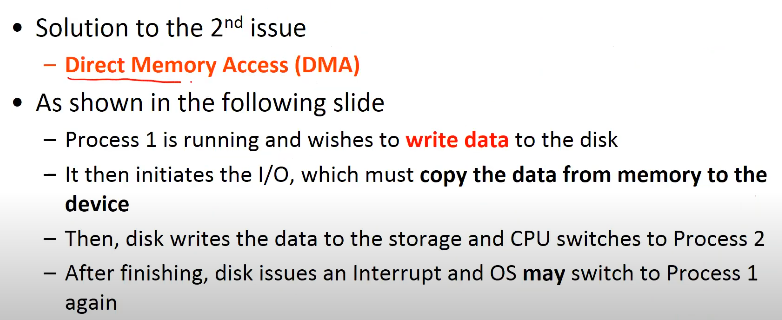 • Solution to the 2nd issue
– Direct Memory Access (DMA)
• As shown in the following slide
– Process 1 is running and wishes to write data to the disk
– It then initiates the I/O, which must copy the data from memory to the
device
– Then, disk writes the data to the storage and CPU switches to Process 2
– After finishing, disk issues an Interrupt and OS may switch to Process 1
again